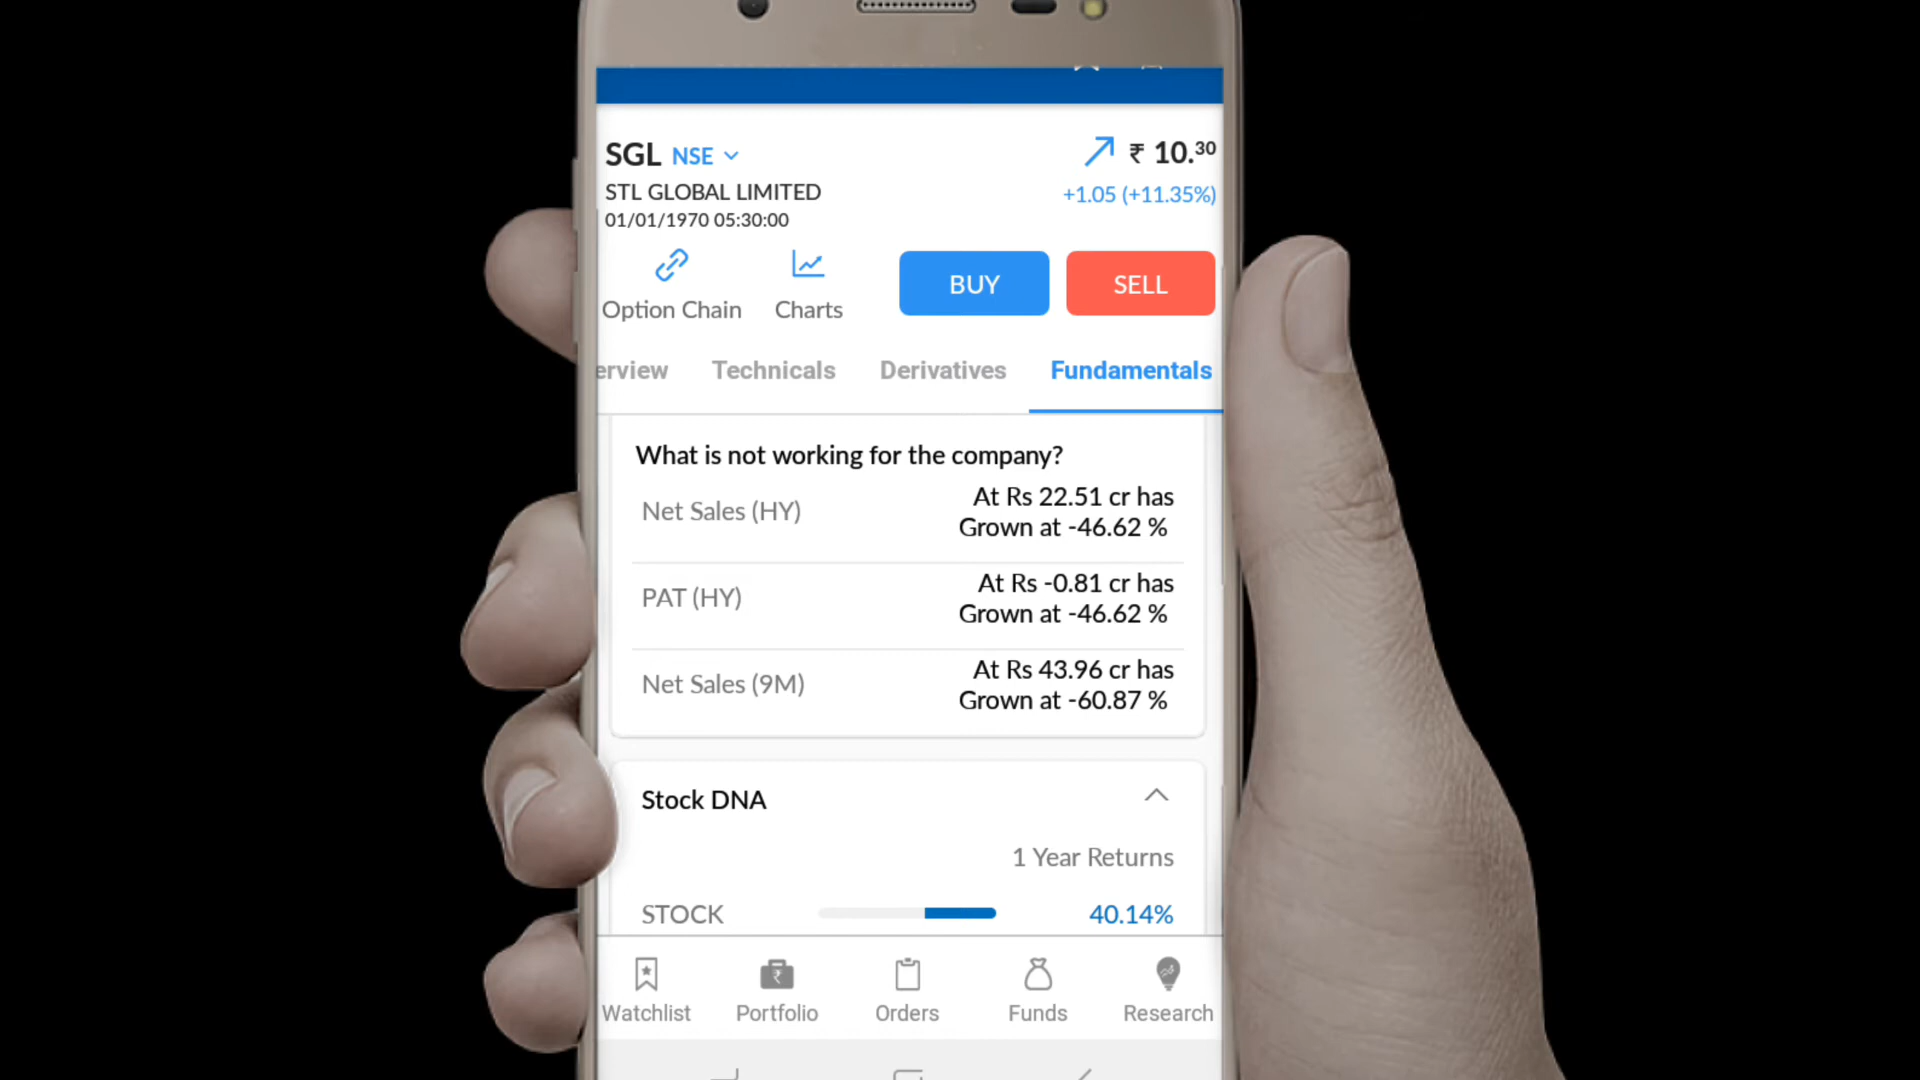 SGL NSE
₹ 10.30
STL GLOBAL LIMITED
+1.05 (+11.35%)
01/01/1970 05:30:00
Option Chain
Charts
BUY
SELL
erview
Technicals
Derivatives
Fundamentals
What is not working for the company?
Net Sales (HY)
At Rs 22.51 cr has
Grown at -46.62 %
PAT (HY)
At Rs -0.81 cr has
Grown at -46.62 %
Net Sales (9M)
At Rs 43.96 cr has
Grown at -60.87 %
Stock DNA
1 Year Returns
STOCK
40.14%
Watchlist
Portfolio
Orders
Funds
Research